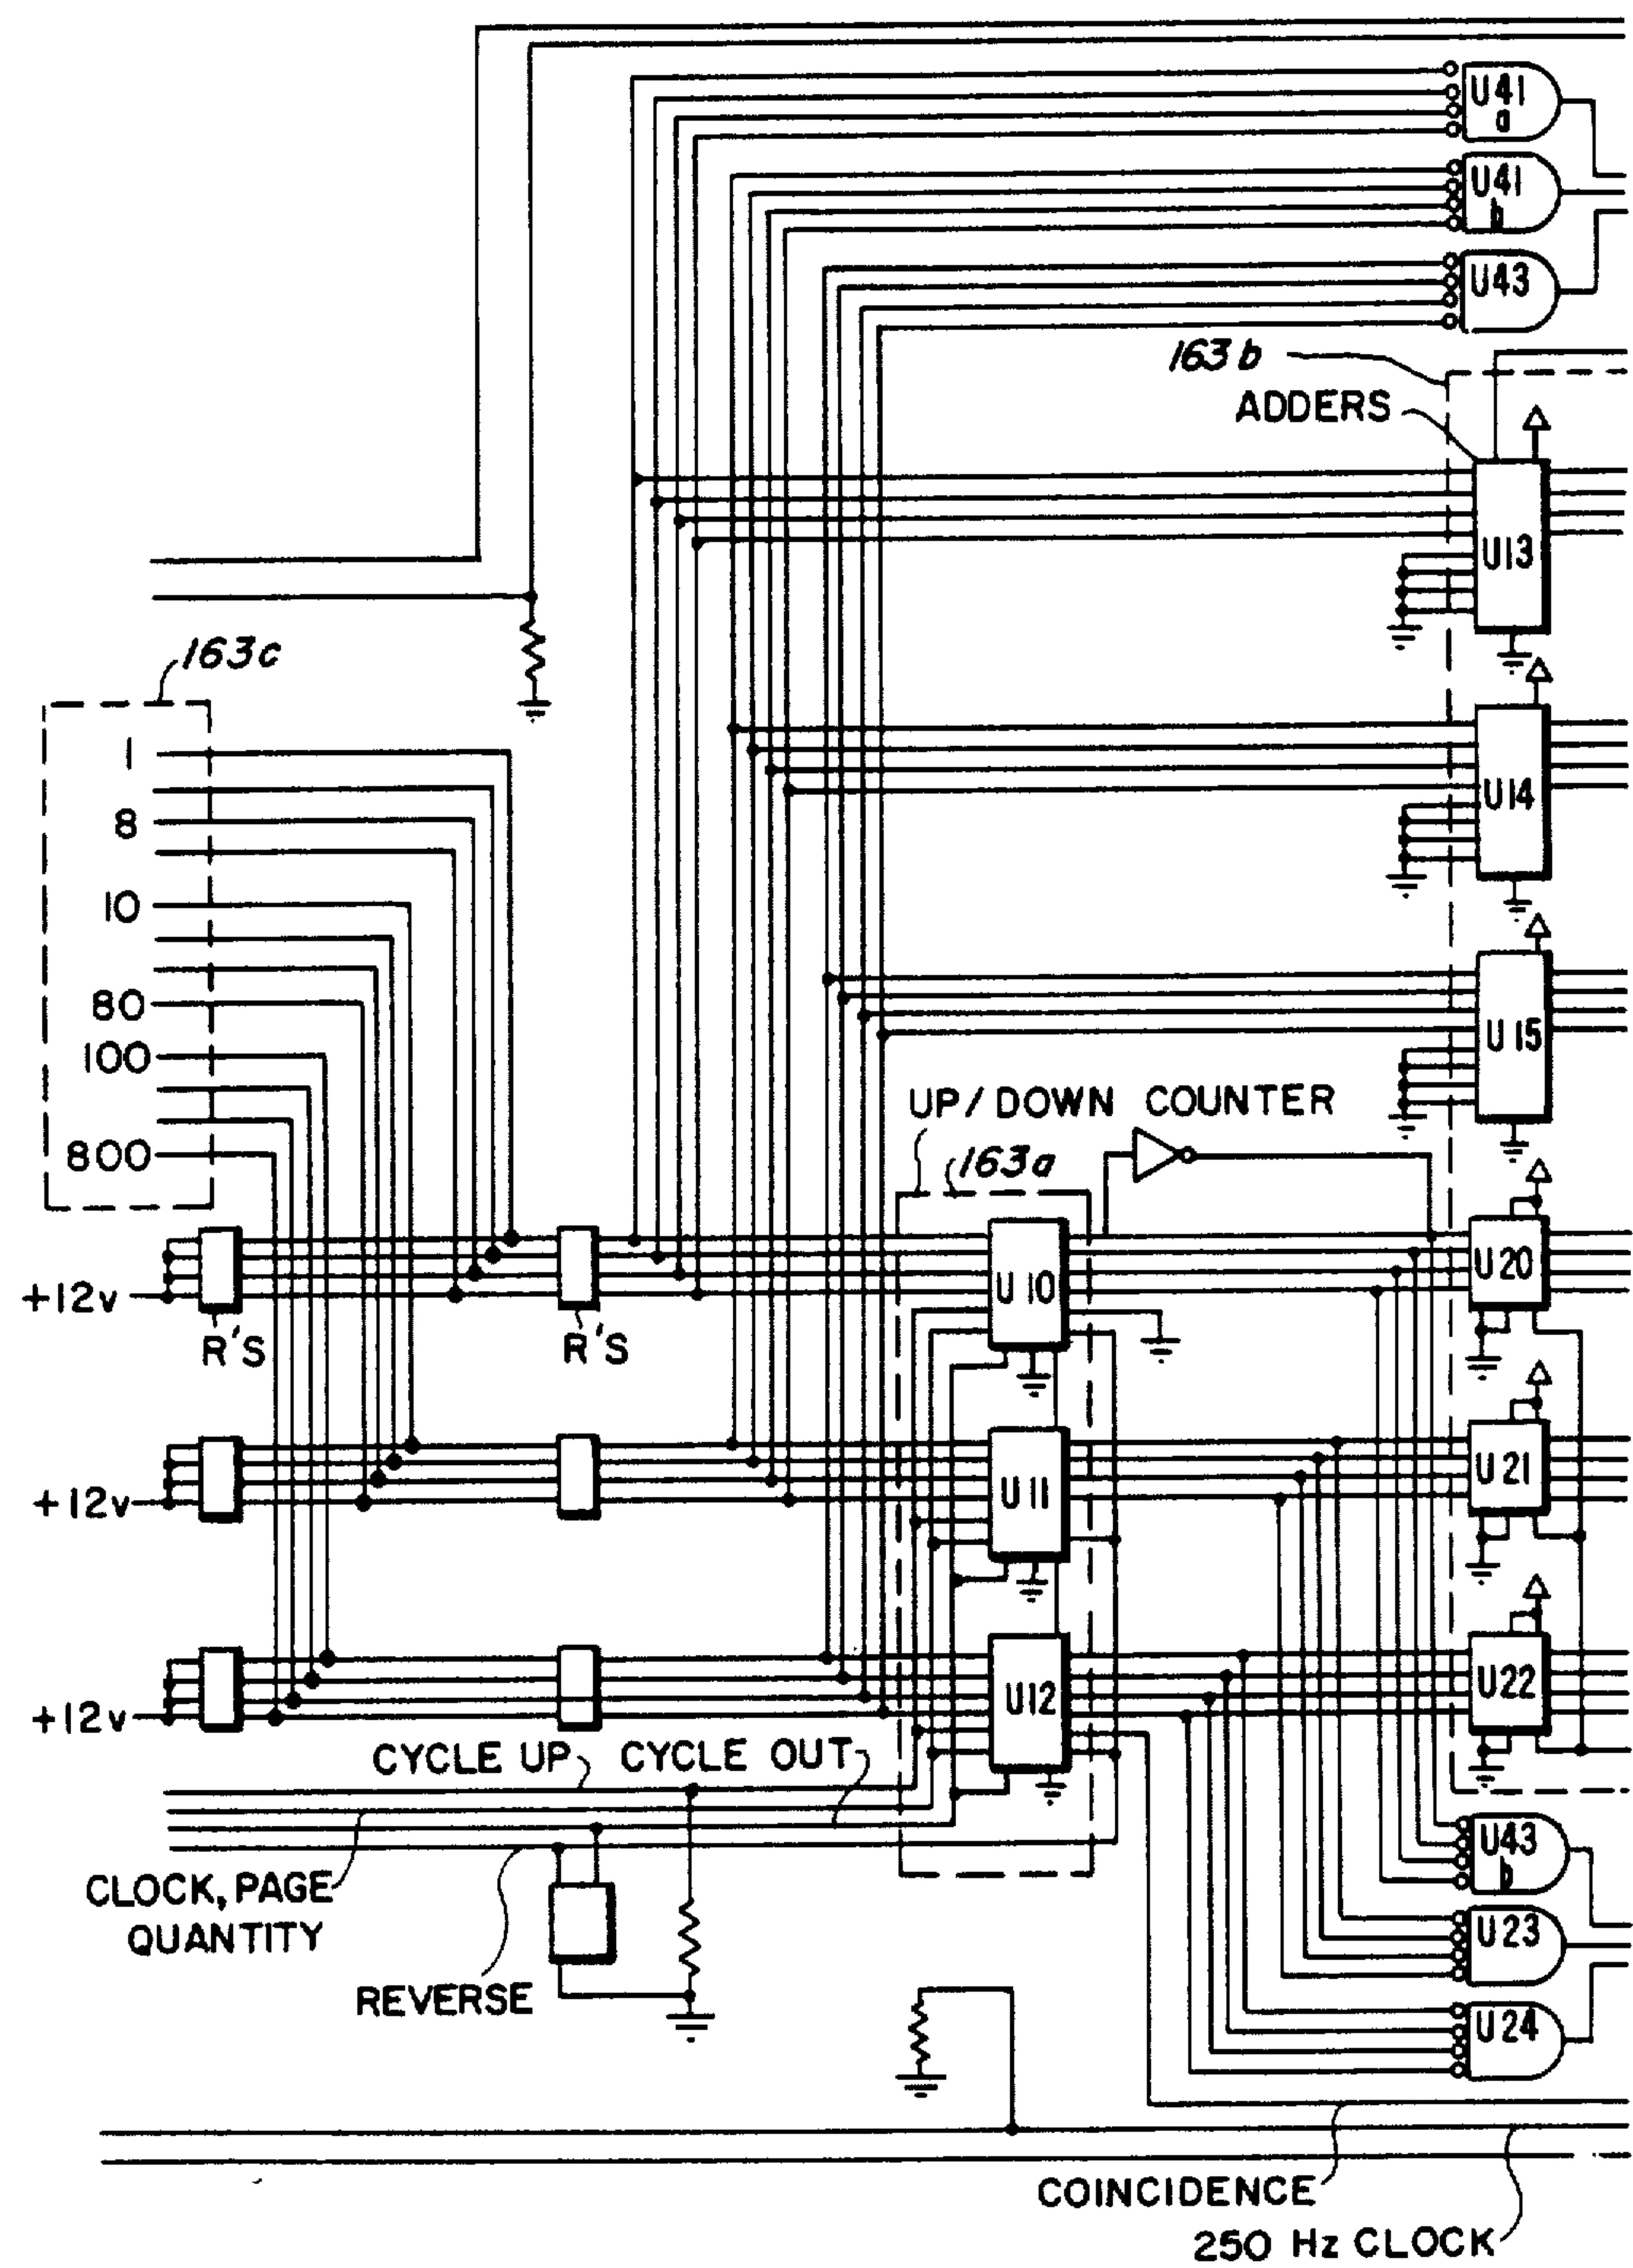 U41
a
U41
b
U43
163b
ADDERS
U13
163c
1
8
10
80
100
800
U14
U15
UP/DOWN COUNTER
163a
+12v
R'S
R'S
U10
U20
+12v
U11
U21
+12v
U12
U22
CYCLE UP
CYCLE OUT
CLOCK, PAGE
QUANTITY
REVERSE
U43
b
U23
U24
COINCIDENCE
250 Hz CLOCK